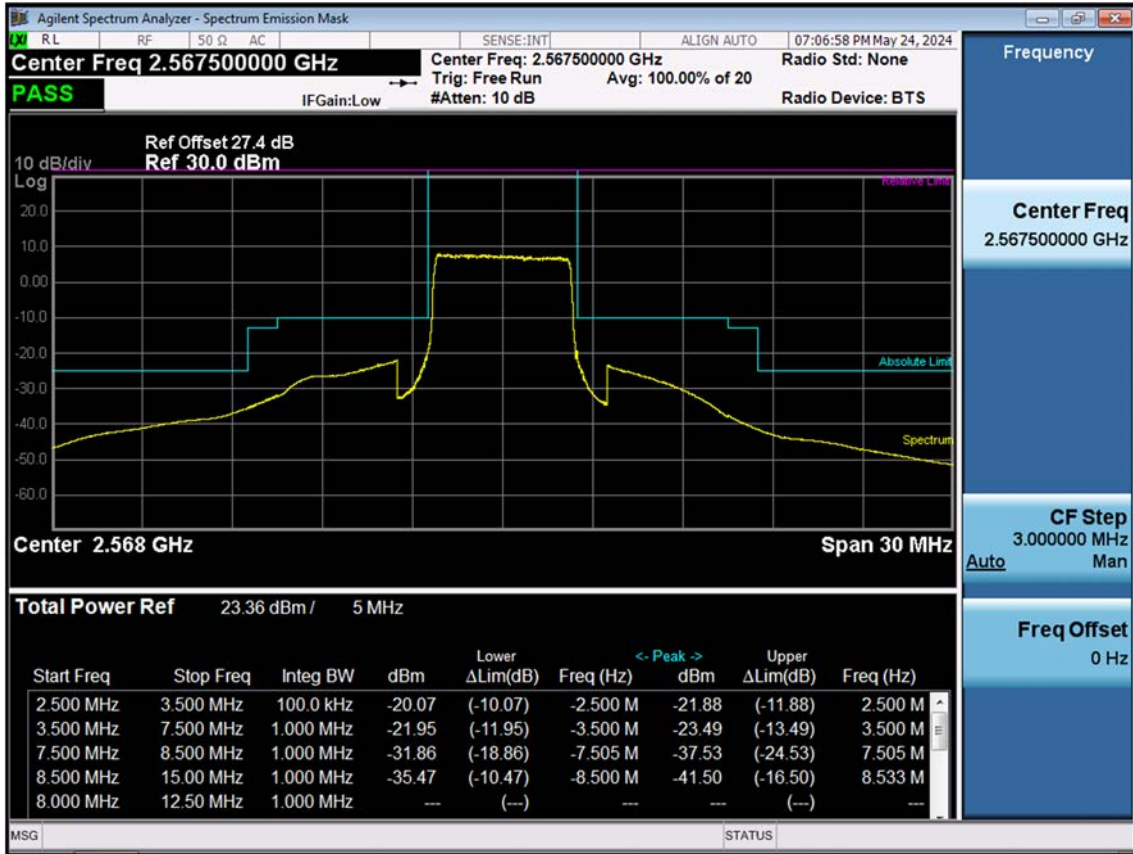 Agilent Spectrum Analyzer - Spectrum Emission Mask
LXI RL RF 50 Ω AC SENSE:INT ALIGN AUTO 07:06:58 PM May 24, 2024
Center Freq 2.567500000 GHz
Center Freq: 2.567500000 GHz
Radio Std: None
Trig: Free Run Avg: 100.00% of 20
PASS
IFGain:Low
#Atten: 10 dB
Radio Device: BTS
Ref Offset 27.4 dB
10 dB/div Ref 30.0 dBm
Log
Relative Limit
20.0
10.0
0.00
-10.0
-20.0
Absolute Limit
-30.0
-40.0
Spectrum
-50.0
-60.0
Center 2.568 GHz Span 30 MHz
Total Power Ref 23.36 dBm / 5 MHz
Lower <- Peak -> Upper
Start Freq Stop Freq Integ BW dBm ΔLim(dB) Freq (Hz) dBm ΔLim(dB) Freq (Hz)
2.500 MHz 3.500 MHz 100.0 kHz -20.07 (-10.07) -2.500 M -21.88 (-11.88) 2.500 M
3.500 MHz 7.500 MHz 1.000 MHz -21.95 (-11.95) -3.500 M -23.49 (-13.49) 3.500 M
7.500 MHz 8.500 MHz 1.000 MHz -31.86 (-18.86) -7.505 M -37.53 (-24.53) 7.505 M
8.500 MHz 15.00 MHz 1.000 MHz -35.47 (-10.47) -8.500 M -41.50 (-16.50) 8.533 M
8.000 MHz 12.50 MHz 1.000 MHz --- (---) --- --- (---) ---
MSG STATUS
Frequency
Center Freq
2.567500000 GHz
CF Step
3.000000 MHz
Auto Man
Freq Offset
0 Hz